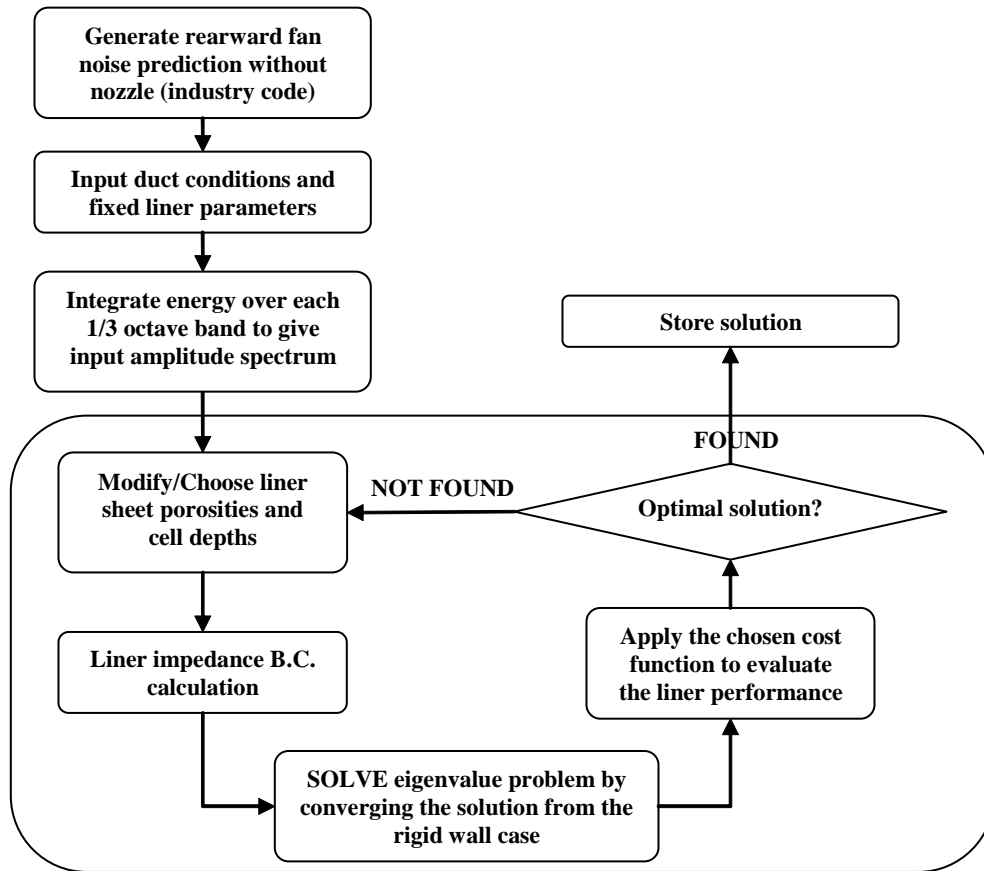 Generate rearward fan
noise prediction without
nozzle (industry code)
Input duct conditions and
fixed liner parameters
Integrate energy over each
1/3 octave band to give
input amplitude spectrum
Store solution
FOUND
NOT FOUND
Modify/Choose liner
sheet porosities and
cell depths
Optimal solution?
Liner impedance B.C.
calculation
Apply the chosen cost
function to evaluate
the liner performance
SOLVE eigenvalue problem by
converging the solution from the
rigid wall case